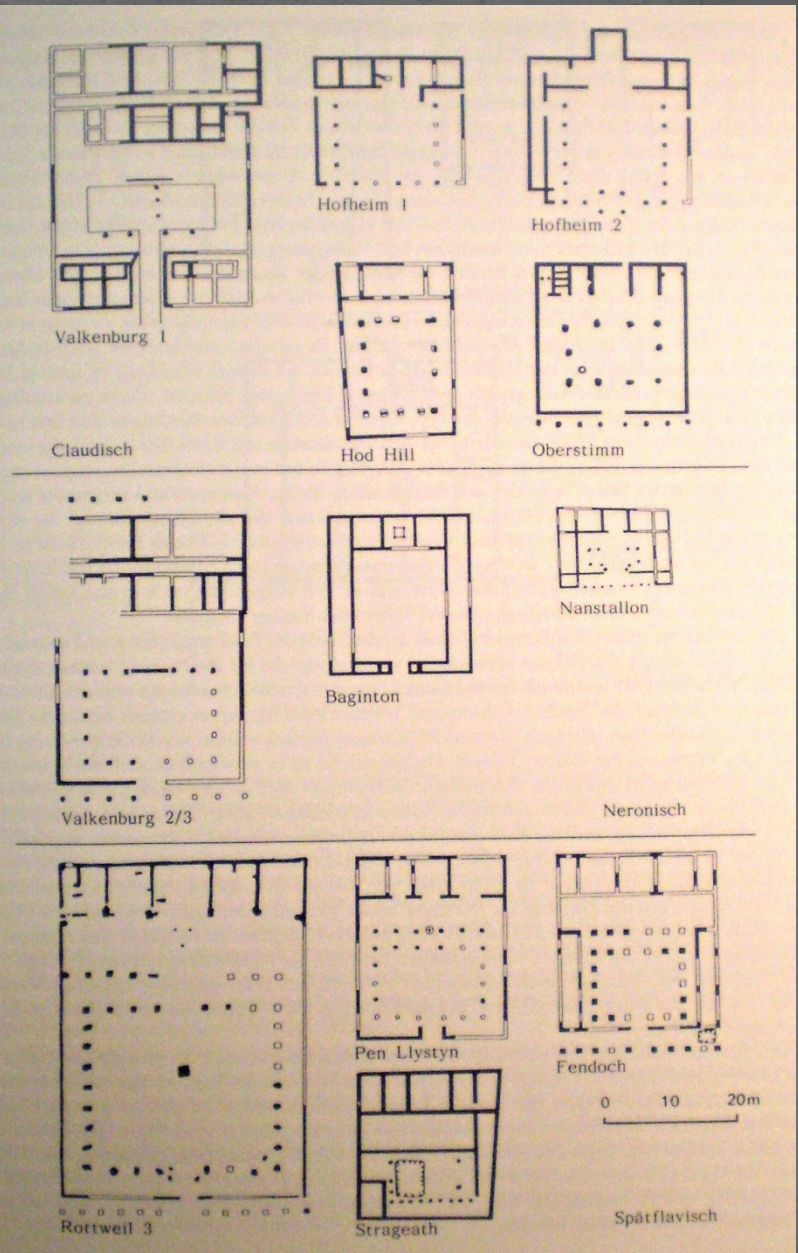 Hofheim 1
Hofheim 2
Valkenburg 1
Claudisch
Hod Hill
Oberstimm
Nanstallon
Baginton
Valkenburg 2/3
Neronisch
Pen Llystyn
Fendoch
0 10 20m
Rottweil 3
Strageath
Spätflavisch